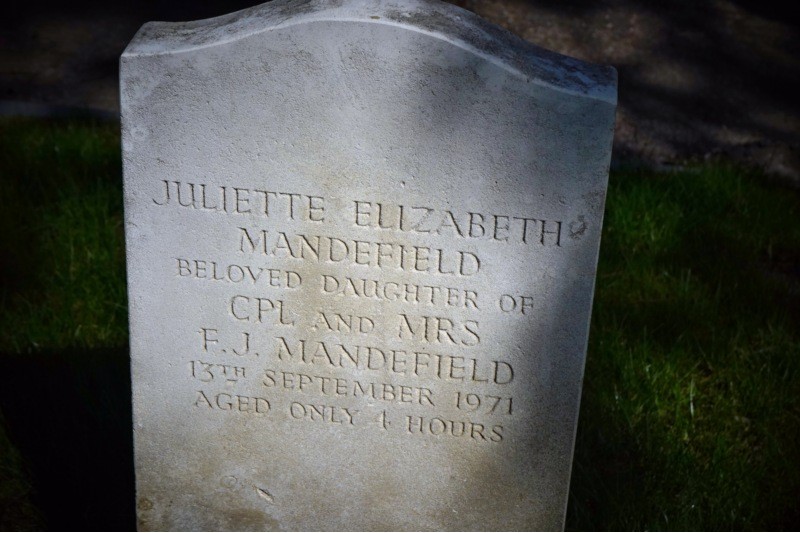 JULIETTE ELIZABETH
MANDEFIELD
BELOVED DAUGHTER OF
CPL AND MRS
F.J. MANDEFIELD
13TH SEPTEMBER 1971
AGED ONLY 4 HOURS